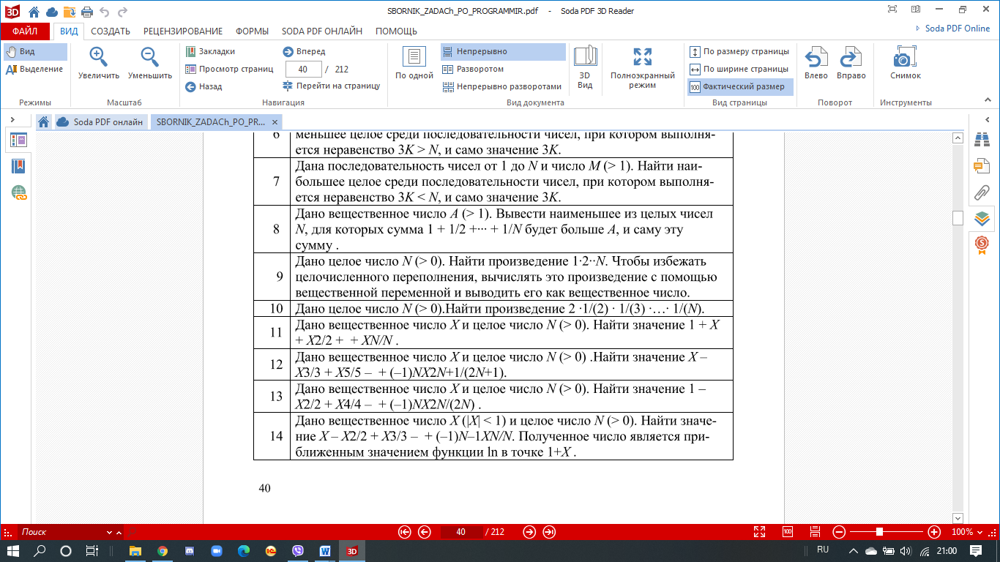 SBORNIK_ZADACh_PO_PROGRAMMIR.pdf - Soda PDF 3D Reader
ФАЙЛ ВИД СОЗДАТЬ РЕЦЕНЗИРОВАНИЕ ФОРМЫ SODA PDF ОНЛАЙН ПОМОЩЬ Soda PDF Online
Вид
Выделение
Режимы
Увеличить Уменьшить
Масштаб
Закладки Вперед
Просмотр страниц 40 / 212
Назад Перейти на страницу
Навигация
По одной
Непрерывно
Разворотом
Непрерывно разворотами
3D Вид
Вид документа
Полноэкранный режим
По размеру страницы
По ширине страницы
100 Фактический размер
Вид страницы
Влево Вправо
Поворот
Снимок
Инструменты
Soda PDF онлайн SBORNIK_ZADACh_PO_PR... ×
6 меньшее целое среди последовательности чисел, при котором выполня-
ется неравенство 3K > N, и само значение 3K.
Дана последовательность чисел от 1 до N и число M (> 1). Найти наи-
7 большее целое среди последовательности чисел, при котором выполня-
ется неравенство 3K < N, и само значение 3K.
Дано вещественное число A (> 1). Вывести наименьшее из целых чисел
8 N, для которых сумма 1 + 1/2 +··· + 1/N будет больше A, и саму эту
сумму .
Дано целое число N (> 0). Найти произведение 1·2··N. Чтобы избежать
9 целочисленного переполнения, вычислять это произведение с помощью
вещественной переменной и выводить его как вещественное число.
10 Дано целое число N (> 0).Найти произведение 2 ·1/(2) · 1/(3) ·…· 1/(N).
11 Дано вещественное число X и целое число N (> 0). Найти значение 1 + X
+ X2/2 + + XN/N .
12 Дано вещественное число X и целое число N (> 0) .Найти значение X –
X3/3 + X5/5 – + (–1)NX2N+1/(2N+1).
13 Дано вещественное число X и целое число N (> 0). Найти значение 1 –
X2/2 + X4/4 – + (–1)NX2N/(2N) .
Дано вещественное число X (|X| < 1) и целое число N (> 0). Найти значе-
14 ние X – X2/2 + X3/3 – + (–1)N–1XN/N. Полученное число является при-
ближенным значением функции ln в точке 1+X .
40
Поиск 40 / 212 100%
RU 21:00